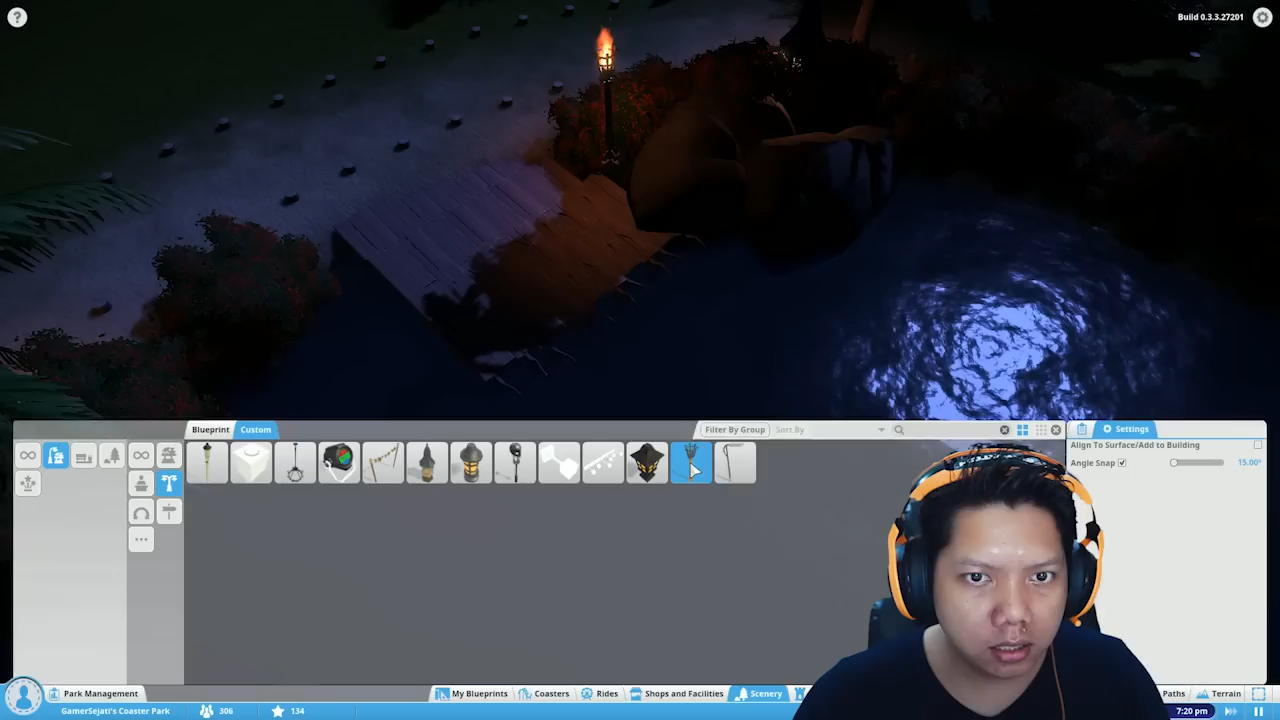 ?
Build 0.3.3.27201
Blueprint
Custom
Filter By Group
Sort By
Settings
Align To Surface/Add to Building
Angle Snap
15.00°
Park Management
My Blueprints
Coasters
Rides
Shops and Facilities
Scenery
Paths
Terrain
GamerSejati's Coaster Park
306
134
7:20 pm